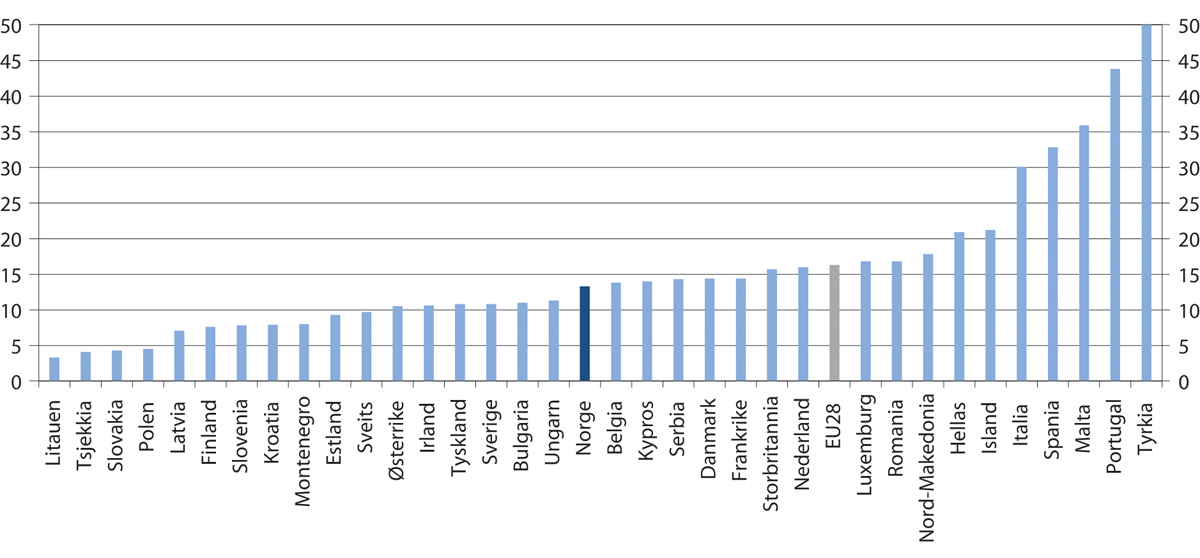 50 50
45 45
40 40
35 35
30 30
25 25
20 20
15 15
10 10
5 5
0 0
Litauen
Tsjekkia
Slovakia
Polen
Latvia
Finland
Slovenia
Kroatia
Montenegro
Estland
Sveits
Østerrike
Irland
Tyskland
Sverige
Bulgaria
Ungarn
Norge
Belgia
Kypros
Serbia
Danmark
Frankrike
Storbritannia
Nederland
EU28
Luxemburg
Romania
Nord-Makedonia
Hellas
Island
Italia
Spania
Malta
Portugal
Tyrkia